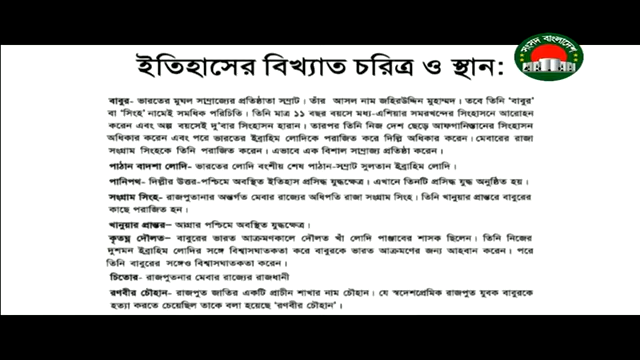 সংসদ বাংলাদেশ
ইতিহাসের বিখ্যাত চরিত্র ও স্থান:
বাবুর- ভারতের মুঘল সাম্রাজ্যের প্রতিষ্ঠাতা সম্রাট। তাঁর আসল নাম জহিরউদ্দিন মুহাম্মদ। তবে তিনি 'বাবুর'
বা 'সিংহ' নামেই সমধিক পরিচিতি। তিনি মাত্র ১১ বছর বয়সে মধ্য-এশিয়ার সমরখন্দের সিংহাসনে আরোহন
করেন এবং অল্প বয়সেই দু'বার সিংহাসন হারান। তারপর তিনি নিজ দেশ ছেড়ে আফগানিস্তানের সিংহাসন
অধিকার করেন এবং পরে ভারতের ইব্রাহিম লোদিকে পরাজিত করে দিল্লি অধিকার করেন। মেবারের রাজা
সংগ্রাম সিংহকে তিনি পরাজিত করেন। এভাবে এক বিশাল সাম্রাজ্য প্রতিষ্ঠা করেন।
পাঠান বাদশা লোদি- ভারতের লোদি বংশীয় শেষ পাঠান-সম্রাট সুলতান ইব্রাহিম লোদি।
পানিপথ- দিল্লীর উত্তর-পশ্চিমে অবস্থিত ইতিহাস প্রসিদ্ধ যুদ্ধক্ষেত্র। এখানে তিনটি প্রসিদ্ধ যুদ্ধ অনুষ্ঠিত হয়।
সংগ্রাম সিংহ- রাজপুতানার অন্তর্গত মেবার রাজ্যের অধিপতি রাজা সংগ্রাম সিংহ। তিনি খানুয়ার প্রান্তরে বাবুরের
কাছে পরাজিত হন।
খানুয়ার প্রান্তর- আগ্রার পশ্চিমে অবস্থিত যুদ্ধক্ষেত্র।
কৃতঘ্ন দৌলত- বাবুরের ভারত আক্রমণকালে দৌলত খাঁ লোদি পাঞ্জাবের শাসক ছিলেন। তিনি নিজের
দুশমন ইব্রাহিম লোদির সঙ্গে বিশ্বাসঘাতকতা করে বাবুরকে ভারত আক্রমণের জন্য আহবান করেন। পরে
তিনি বাবুরের সঙ্গেও বিশ্বাসঘাতকতা করেন।
চিতোর- রাজপুতনার মেবার রাজ্যের রাজধানী
রণবীর চৌহান- রাজপুত জাতির একটি প্রাচীন শাখার নাম চৌহান। যে স্বদেশপ্রেমিক রাজপুত যুবক বাবুরকে
হত্যা করতে চেয়েছিল তাকে বলা হয়েছে 'রণবীর চৌহান'।